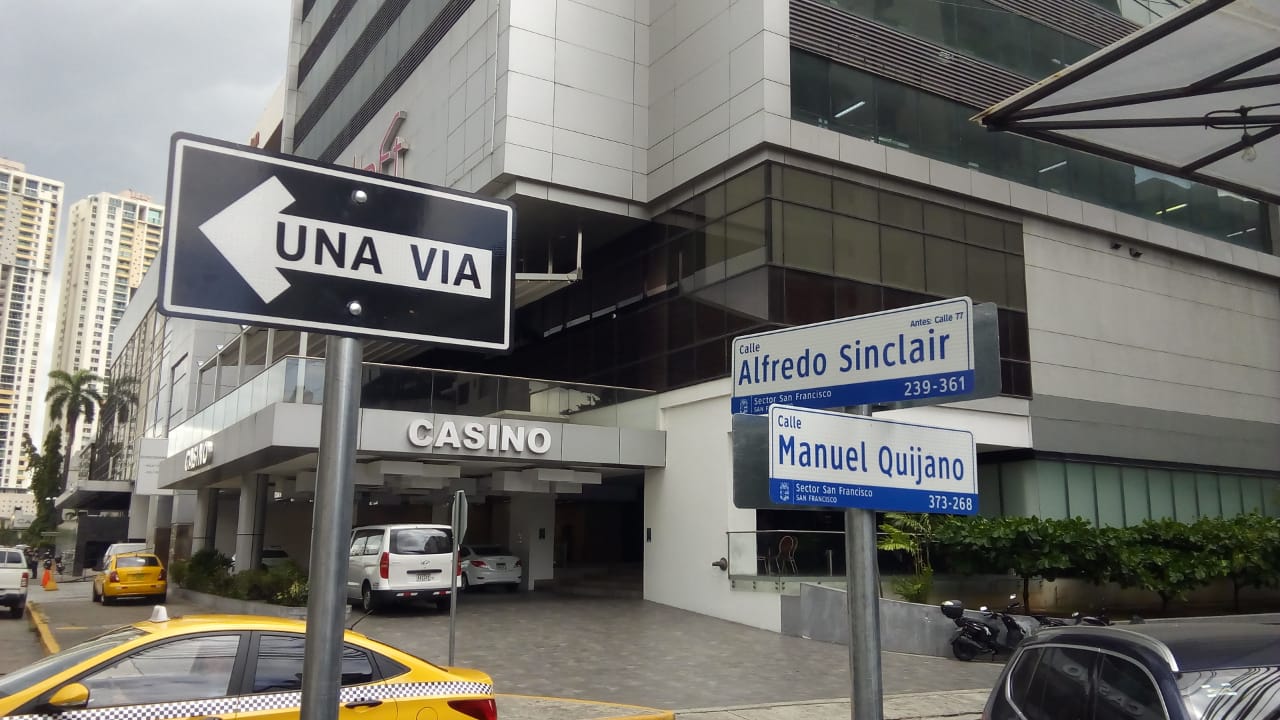 UNA VIA
CASINO
CASINO
Calle
Antes: Calle 77
Alfredo Sinclair
239-361
Sector San Francisco
SAN FRANCISCO
Calle
Manuel Quijano
Sector San Francisco
SAN FRANCISCO
373-268